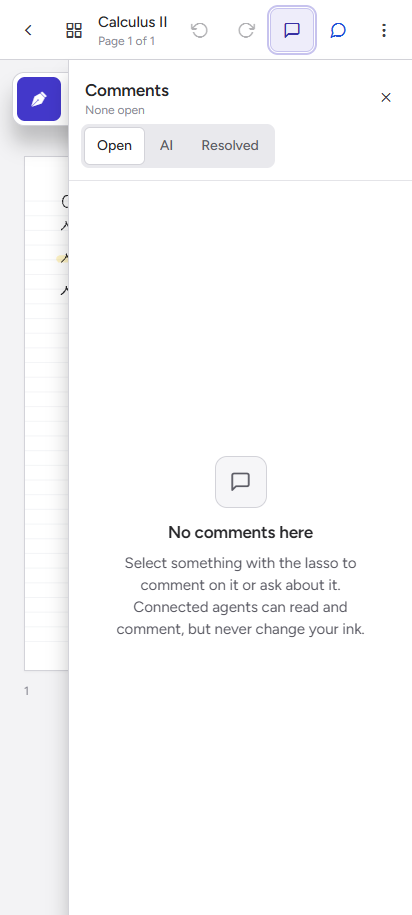 Calculus II
Page 1 of 1
Comments
None open
Open AI Resolved
No comments here
Select something with the lasso to
comment on it or ask about it.
Connected agents can read and
comment, but never change your ink.
1